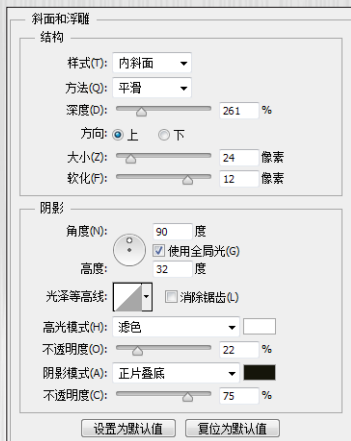 斜面和浮雕
结构
样式(T): 内斜面
方法(Q): 平滑
深度(D): 261 %
方向: 上 下
大小(Z): 24 像素
软化(F): 12 像素
阴影
角度(N): 90 度
使用全局光(G)
高度: 32 度
光泽等高线: 消除锯齿(L)
高光模式(H): 滤色
不透明度(O): 22 %
阴影模式(A): 正片叠底
不透明度(C): 75 %
设置为默认值 复位为默认值